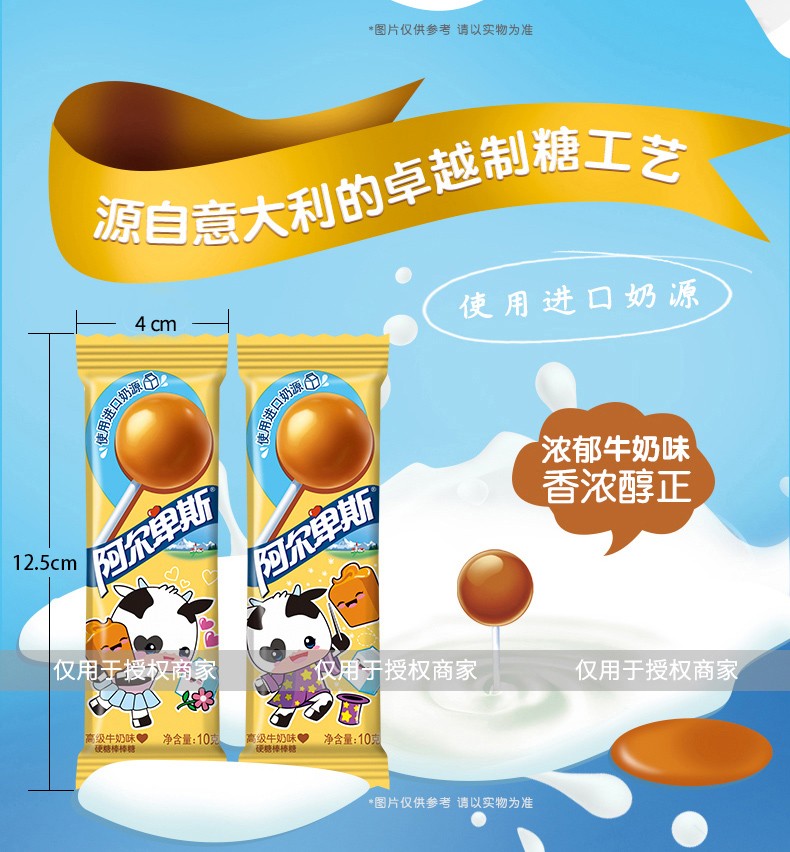 *图片仅供参考 请以实物为准
源自意大利的卓越制糖工艺
使用进口奶源
4 cm
12.5cm
使用进口奶源
阿尔卑斯®
高级牛奶味
硬糖棒棒糖
净含量:10克
使用进口奶源
阿尔卑斯®
高级牛奶味
硬糖棒棒糖
净含量:10克
浓郁牛奶味
香浓醇正
仅用于授权商家 仅用于授权商家 仅用于授权商家
*图片仅供参考 请以实物为准